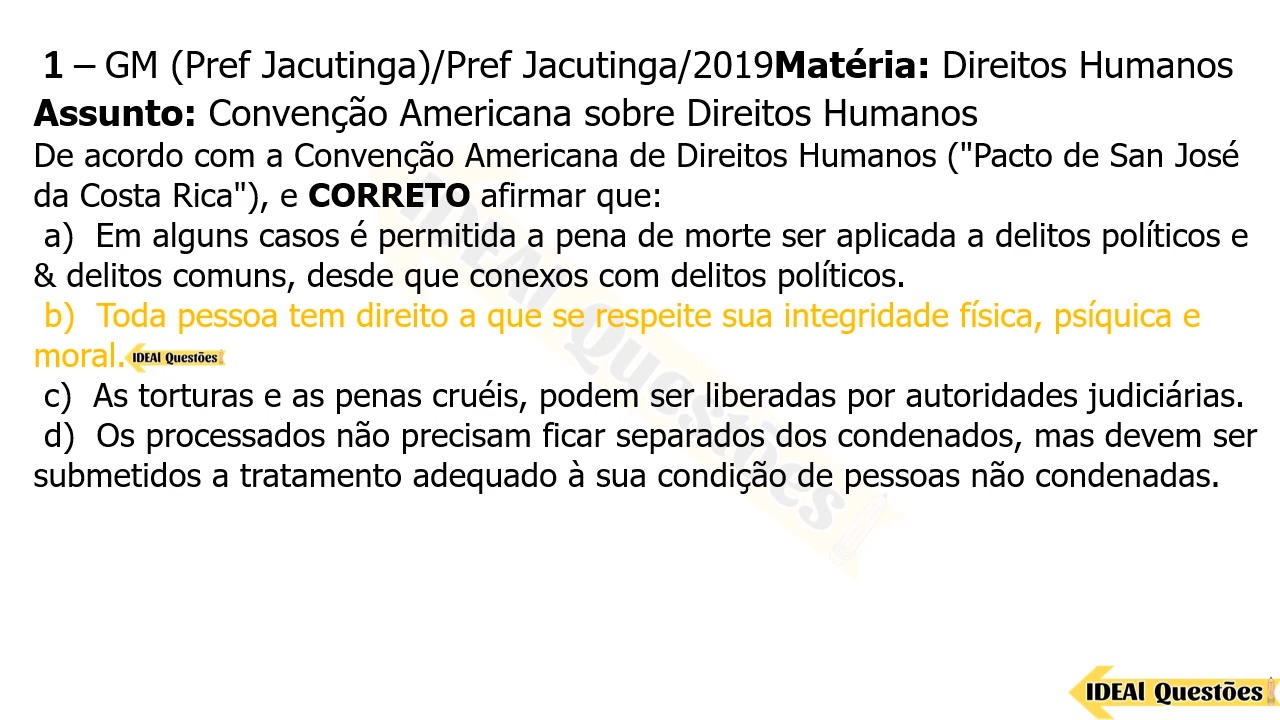 1 – GM (Pref Jacutinga)/Pref Jacutinga/2019Matéria: Direitos Humanos
Assunto: Convenção Americana sobre Direitos Humanos
De acordo com a Convenção Americana de Direitos Humanos ("Pacto de San José
da Costa Rica"), e CORRETO afirmar que:
a) Em alguns casos é permitida a pena de morte ser aplicada a delitos políticos e
& delitos comuns, desde que conexos com delitos políticos.
b) Toda pessoa tem direito a que se respeite sua integridade física, psíquica e
moral. IDEAl Questões
c) As torturas e as penas cruéis, podem ser liberadas por autoridades judiciárias.
d) Os processados não precisam ficar separados dos condenados, mas devem ser
submetidos a tratamento adequado à sua condição de pessoas não condenadas.
IDEAl Questões
IDEAl Questões